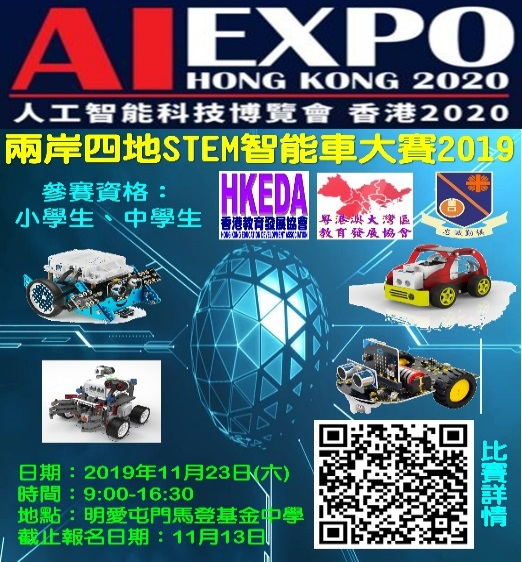 AI EXPO
HONG KONG 2020
人工智能科技博覽會 香港2020
兩岸四地STEM智能車大賽2019
參賽資格：
小學生、中學生
HKEDA
香港教育發展協會
HONG KONG EDUCATION DEVELOPMENT ASSOCIATION
粵港澳大灣區
教育發展協會
日期：2019年11月23日(六)
時間：9:00-16:30
地點：明愛屯門馬登基金中學
截止報名日期：11月13日
比賽詳情